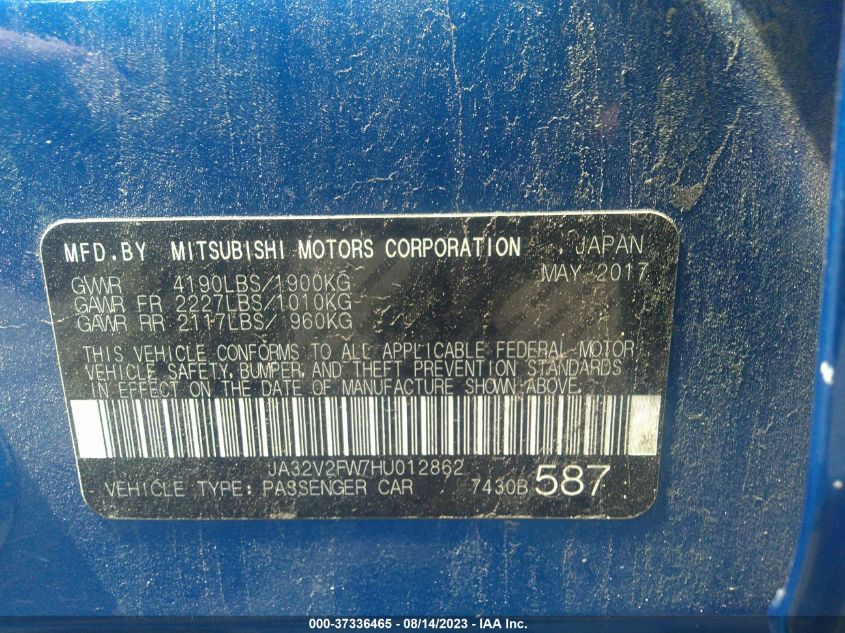 MFD.BY MITSUBISHI MOTORS CORPORATION JAPAN
GVWR 4190LBS/1900KG MAY 2017
GAWR FR 2227LBS/1010KG
GAWR RR 2117LBS/ 960KG
THIS VEHICLE CONFORMS TO ALL APPLICABLE FEDERAL MOTOR
VEHICLE SAFETY, BUMPER, AND THEFT PREVENTION STANDARDS
IN EFFECT ON THE DATE OF MANUFACTURE SHOWN ABOVE.
JA32V2FW7HU012862
VEHICLE TYPE: PASSENGER CAR 7430B 587
000-37336465 - 08/14/2023 - IAA Inc.